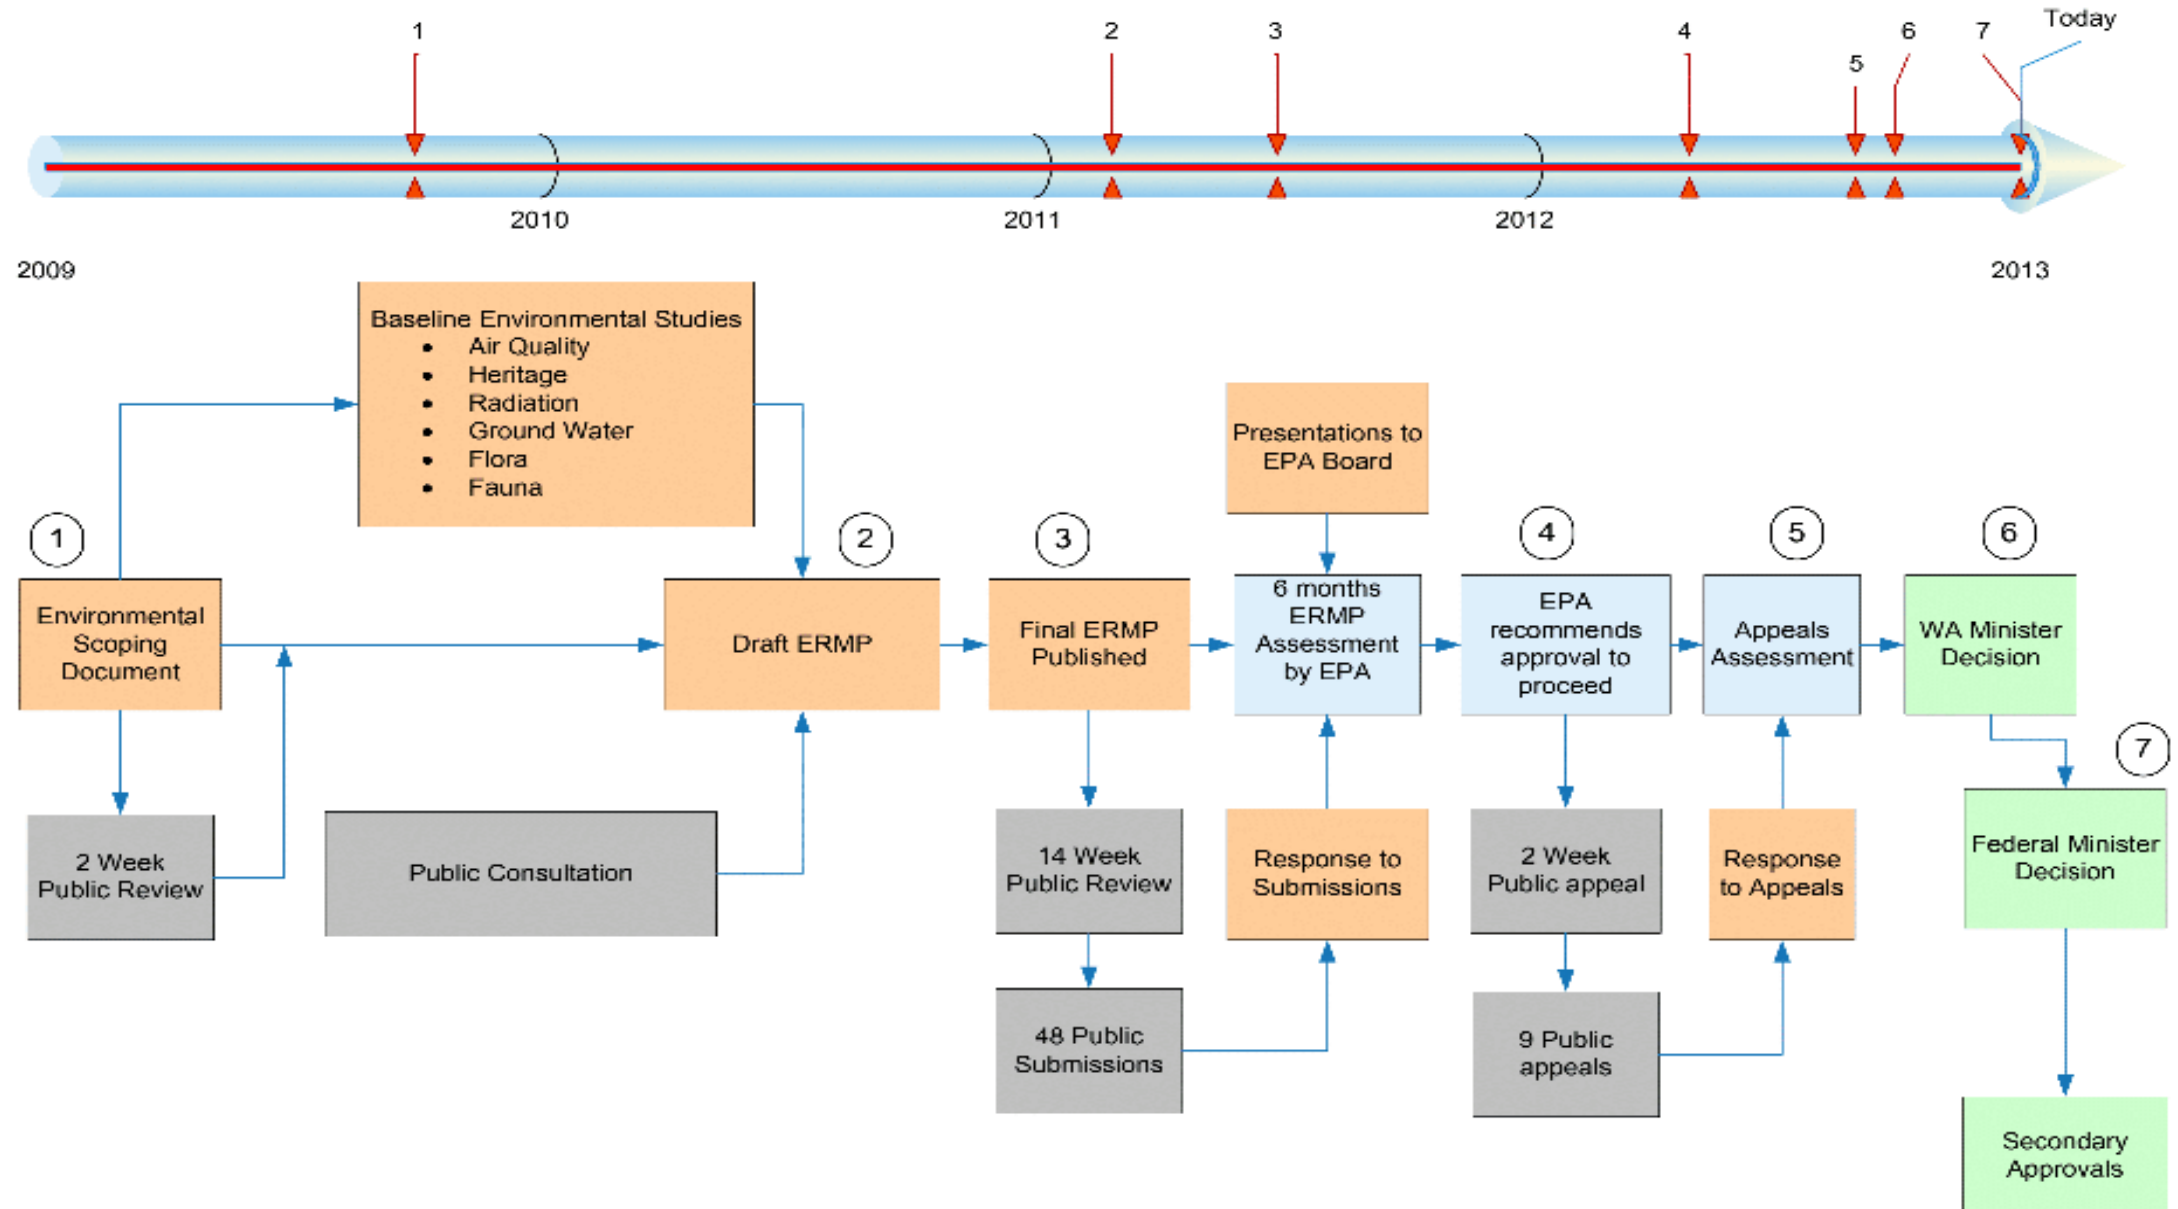 1
2
3
4
5
6
7
Today
2010
2011
2012
2009
2013
Baseline Environmental Studies
• Air Quality
• Heritage
• Radiation
• Ground Water
• Flora
• Fauna
Presentations to
EPA Board
1
2
3
4
5
6
Environmental
Scoping
Document
Draft ERMP
Final ERMP
Published
6 months
ERMP
Assessment
by EPA
EPA
recommends
approval to
proceed
Appeals
Assessment
WA Minister
Decision
7
2 Week
Public Review
Public Consultation
14 Week
Public Review
Response to
Submissions
2 Week
Public appeal
Response
to Appeals
Federal Minister
Decision
48 Public
Submissions
9 Public
appeals
Secondary
Approvals